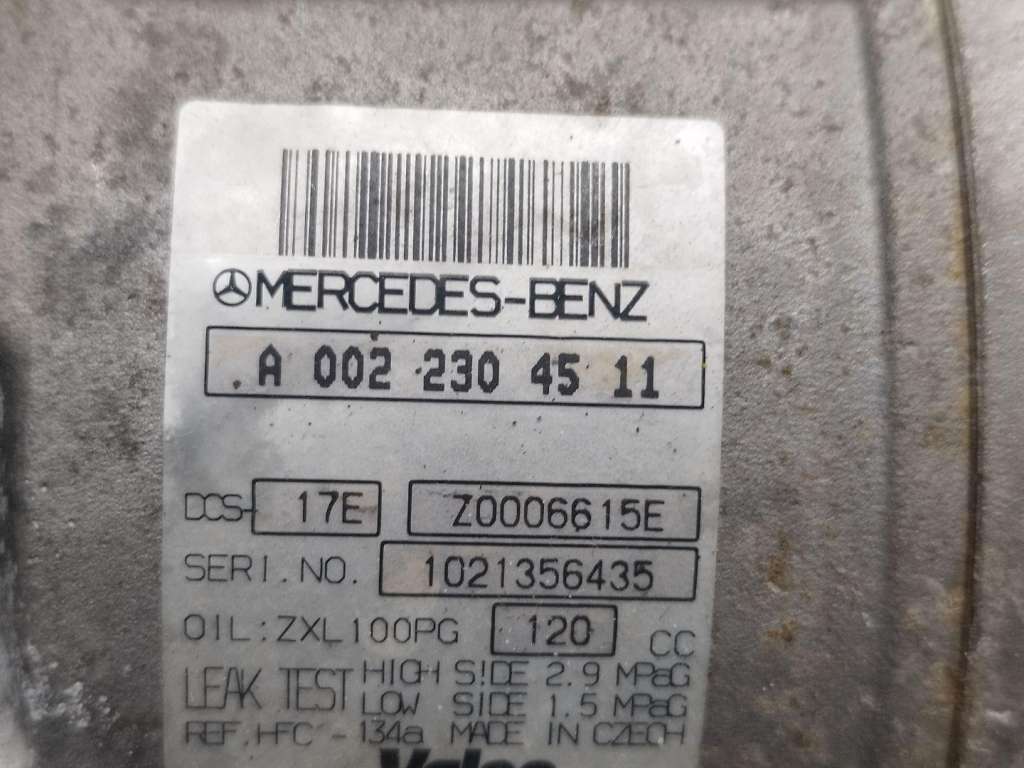 MERCEDES-BENZ
A 002 230 45 11
DCS- 17E Z0006615E
SERI.NO. 1021356435
OIL:ZXL100PG 120 CC
LEAK TEST HIGH SIDE 2.9 MPaG
LOW SIDE 1.5 MPaG
REF.HFC-134a MADE IN CZECH
Valeo